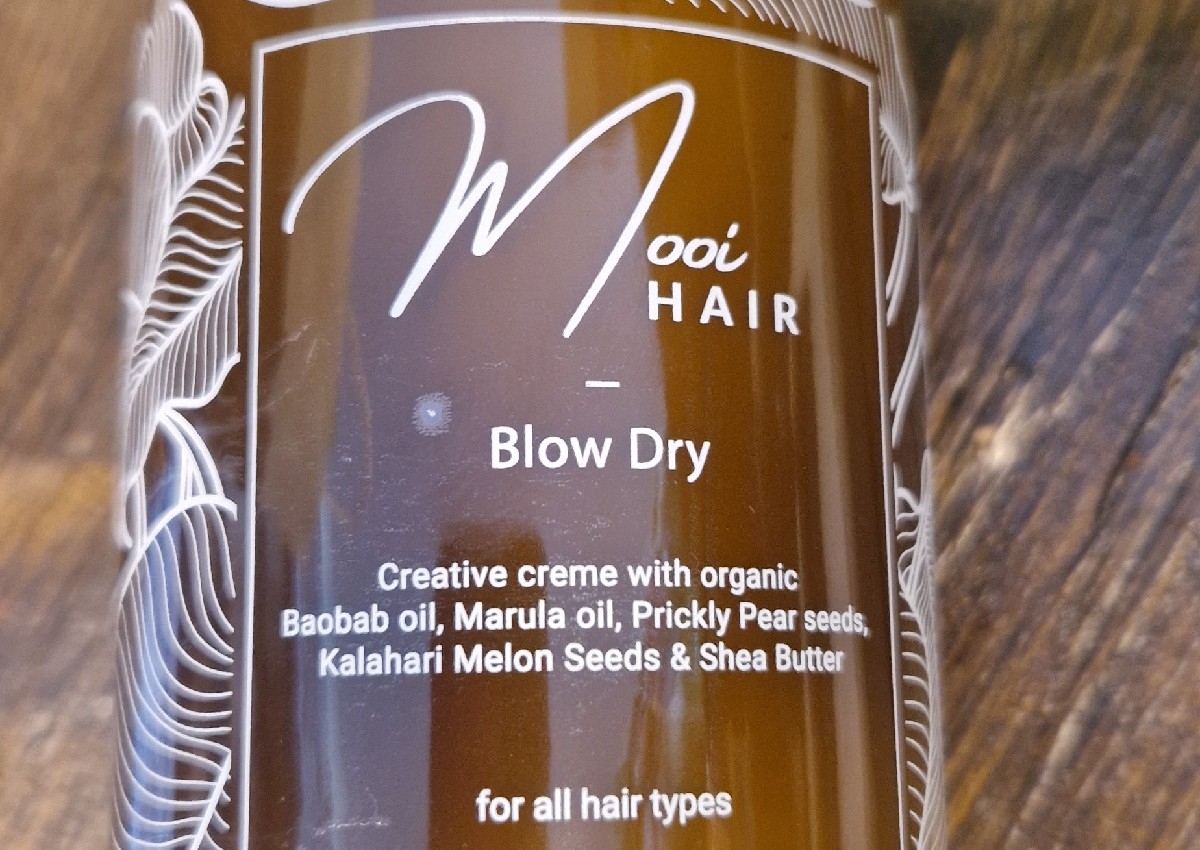 Mooi
HAIR
Blow Dry
Creative creme with organic
Baobab oil, Marula oil, Prickly Pear seeds,
Kalahari Melon Seeds & Shea Butter
for all hair types